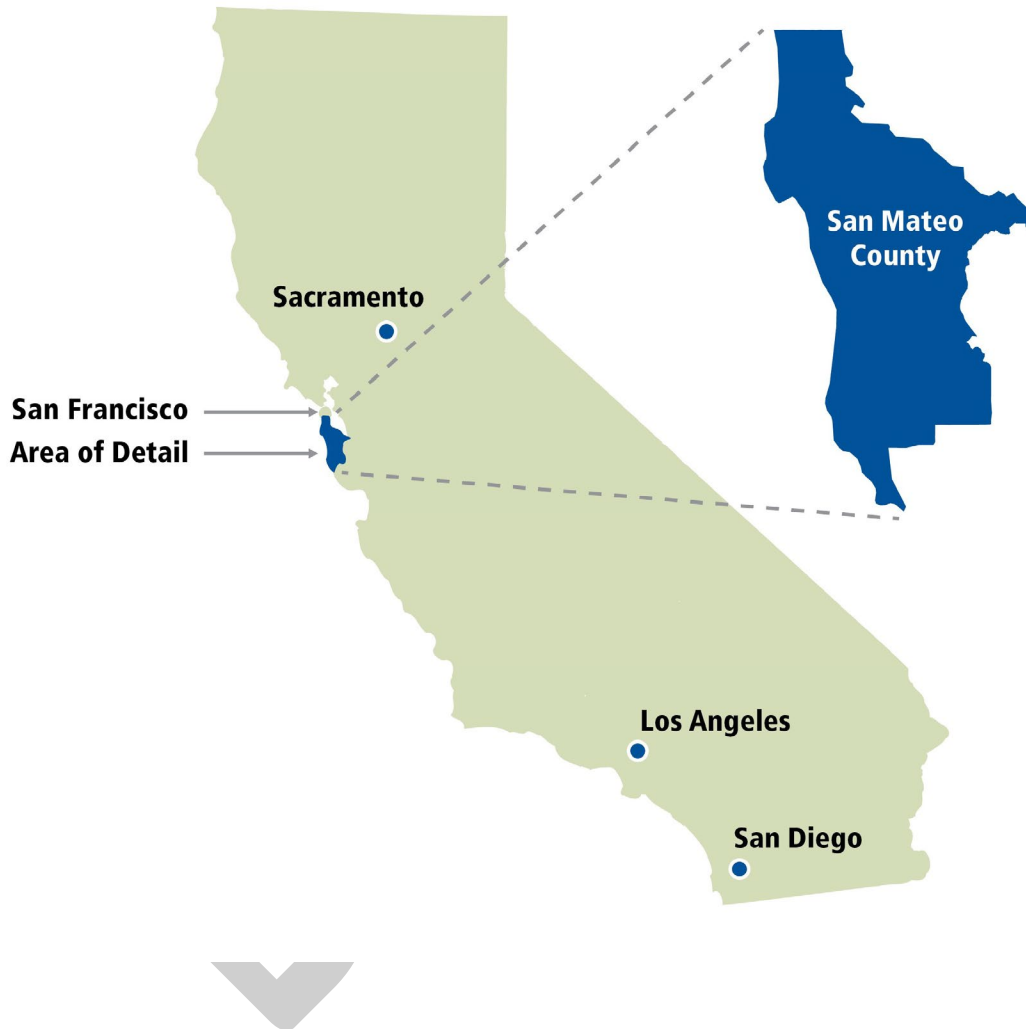 San Mateo
County
Sacramento
San Francisco
Area of Detail
Los Angeles
San Diego